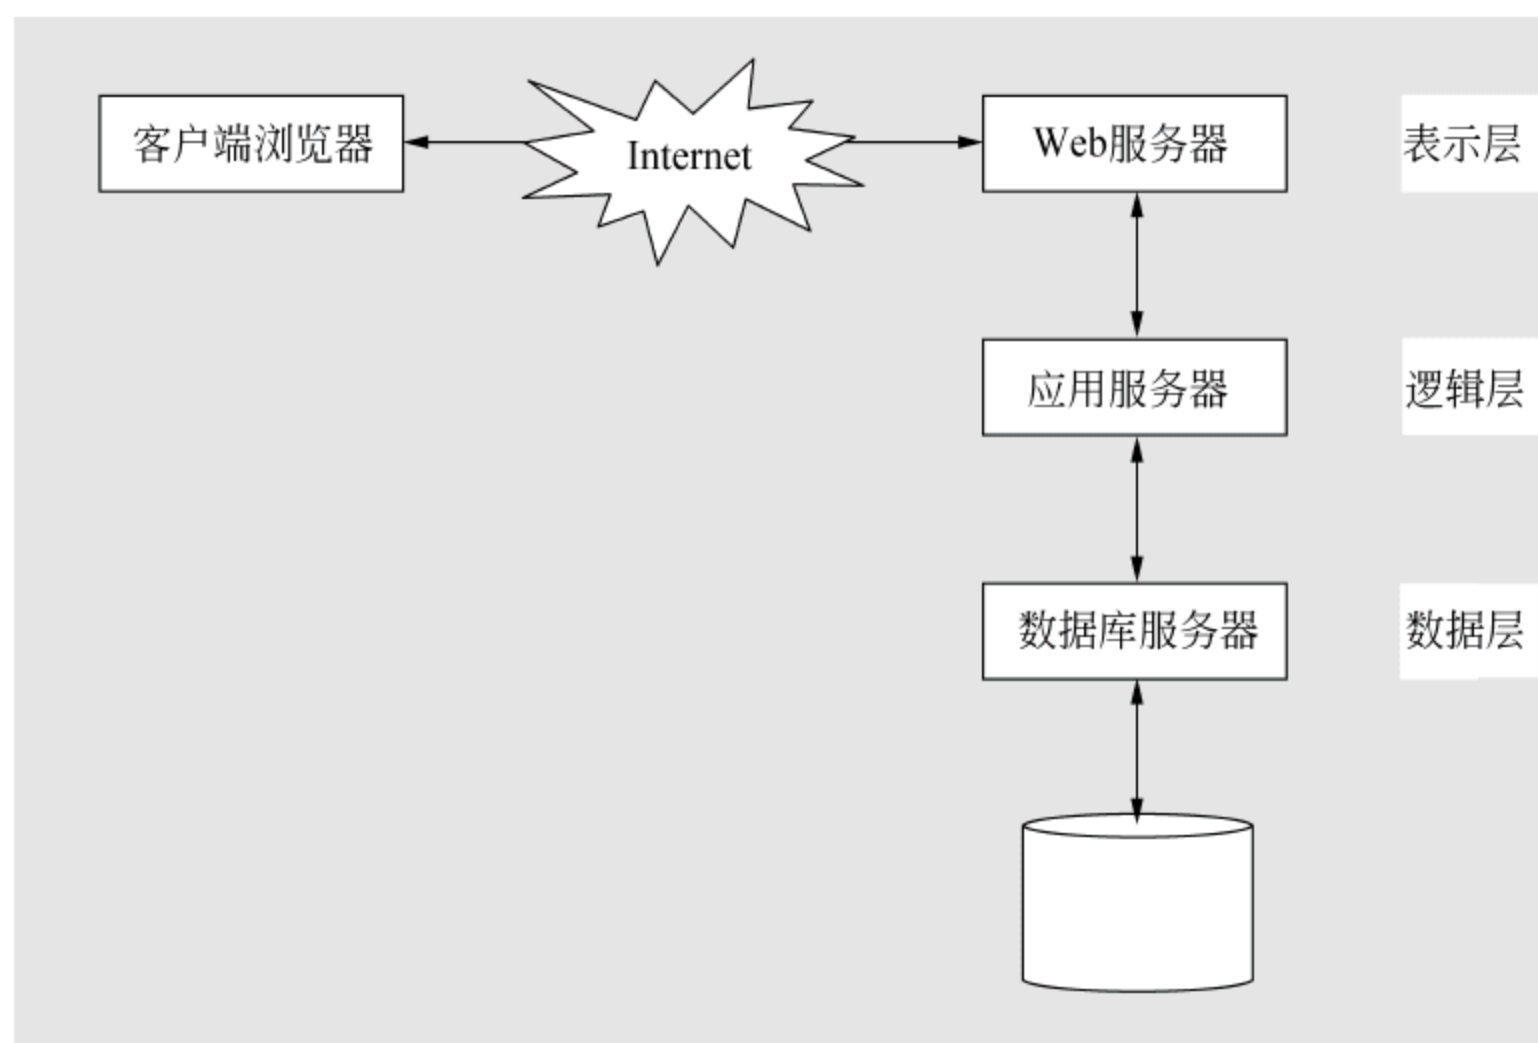 客户端浏览器
Internet
Web服务器
表示层
应用服务器
逻辑层
数据库服务器
数据层